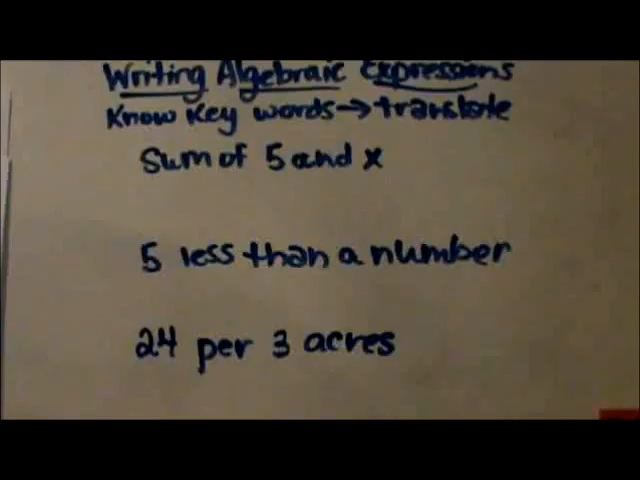 Writing Algebraic Expressions
Know Key words → translate
Sum of 5 and x
5 less than a number
24 per 3 acres